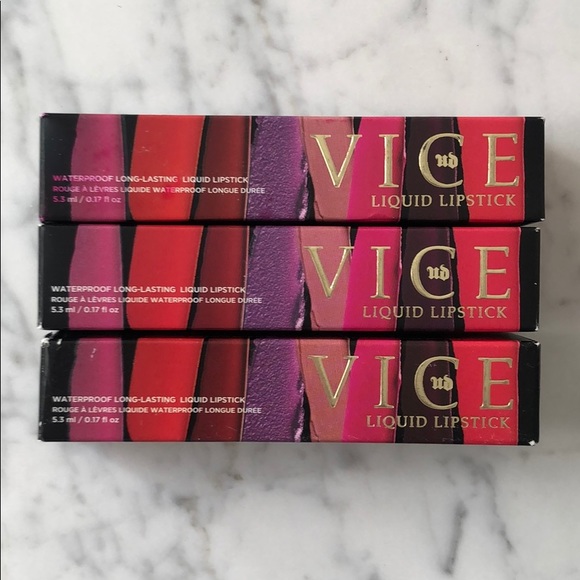 WATERPROOF LONG-LASTING LIQUID LIPSTICK
ROUGE À LÈVRES LIQUIDE WATERPROOF LONGUE DURÉE
5.3 ml / 0.17 fl oz
VICE
ud
LIQUID LIPSTICK
WATERPROOF LONG-LASTING LIQUID LIPSTICK
ROUGE À LÈVRES LIQUIDE WATERPROOF LONGUE DURÉE
5.3 ml / 0.17 fl oz
VICE
ud
LIQUID LIPSTICK
WATERPROOF LONG-LASTING LIQUID LIPSTICK
ROUGE À LÈVRES LIQUIDE WATERPROOF LONGUE DURÉE
5.3 ml / 0.17 fl oz
VICE
ud
LIQUID LIPSTICK